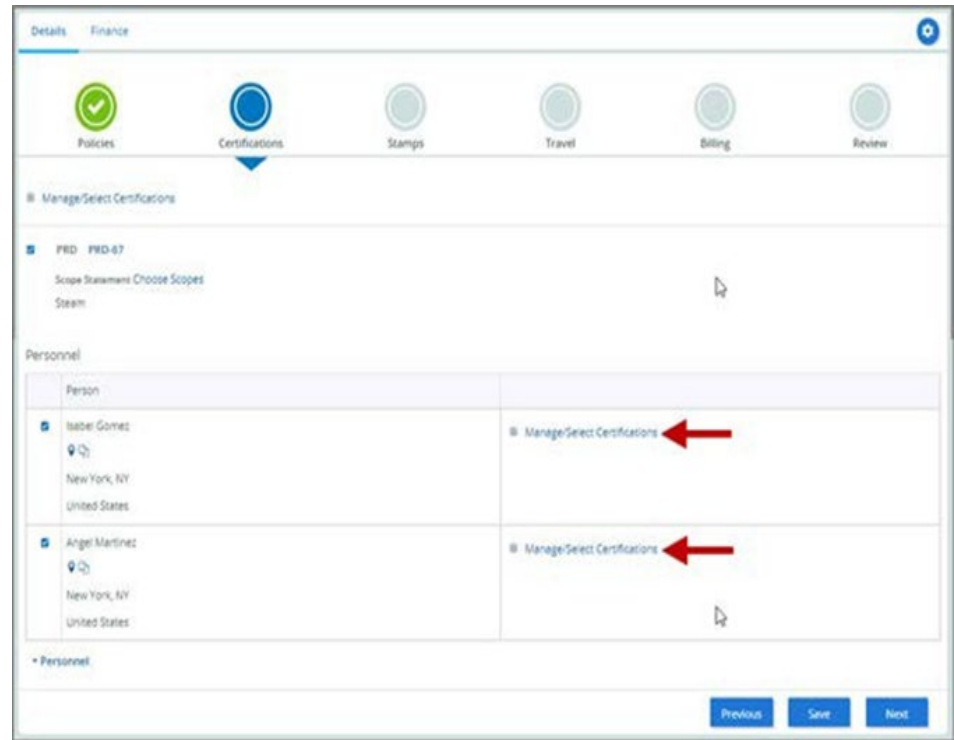 Details Finance
Policies Certifications Stamps Travel Billing Review
Manage/Select Certifications
PRD PRD-67
Scope Statement Choose Scopes
Steam
Personnel
Person
Isabel Gomez Manage/Select Certifications
New York, NY
United States
Angel Martinez Manage/Select Certifications
New York, NY
United States
Personnel
Previous Save Next